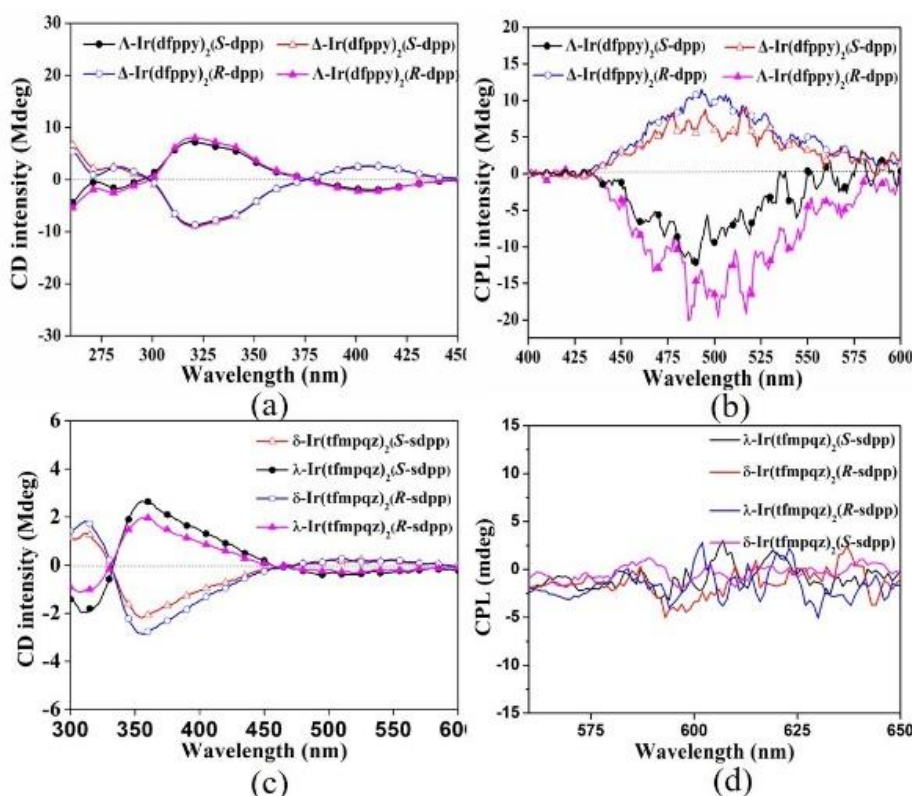 30
20
10
0
-10
-20
-30
CD intensity (Mdeg)
Λ-Ir(dfppy)₂(S-dpp)
Δ-Ir(dfppy)₂(S-dpp)
Δ-Ir(dfppy)₂(R-dpp)
Λ-Ir(dfppy)₂(R-dpp)
275 300 325 350 375 400 425 450
Wavelength (nm)
(a)
20
15
10
5
0
-5
-10
-15
-20
CPL intensity (Mdeg)
Λ-Ir(dfppy)₂(S-dpp)
Δ-Ir(dfppy)₂(S-dpp)
Δ-Ir(dfppy)₂(R-dpp)
Λ-Ir(dfppy)₂(R-dpp)
400 425 450 475 500 525 550 575 600
Wavelength (nm)
(b)
6
4
2
0
-2
-4
-6
CD intensity (Mdeg)
δ-Ir(tfmpqz)₂(S-sdpp)
λ-Ir(tfmpqz)₂(S-sdpp)
δ-Ir(tfmpqz)₂(R-sdpp)
λ-Ir(tfmpqz)₂(R-sdpp)
300 350 400 450 500 550 600
Wavelength (nm)
(c)
15
10
5
0
-5
-10
-15
CPL (mdeg)
λ-Ir(tfmpqz)₂(S-sdpp)
δ-Ir(tfmpqz)₂(R-sdpp)
λ-Ir(tfmpqz)₂(R-sdpp)
δ-Ir(tfmpqz)₂(S-sdpp)
575 600 625 650
Wavelength (nm)
(d)